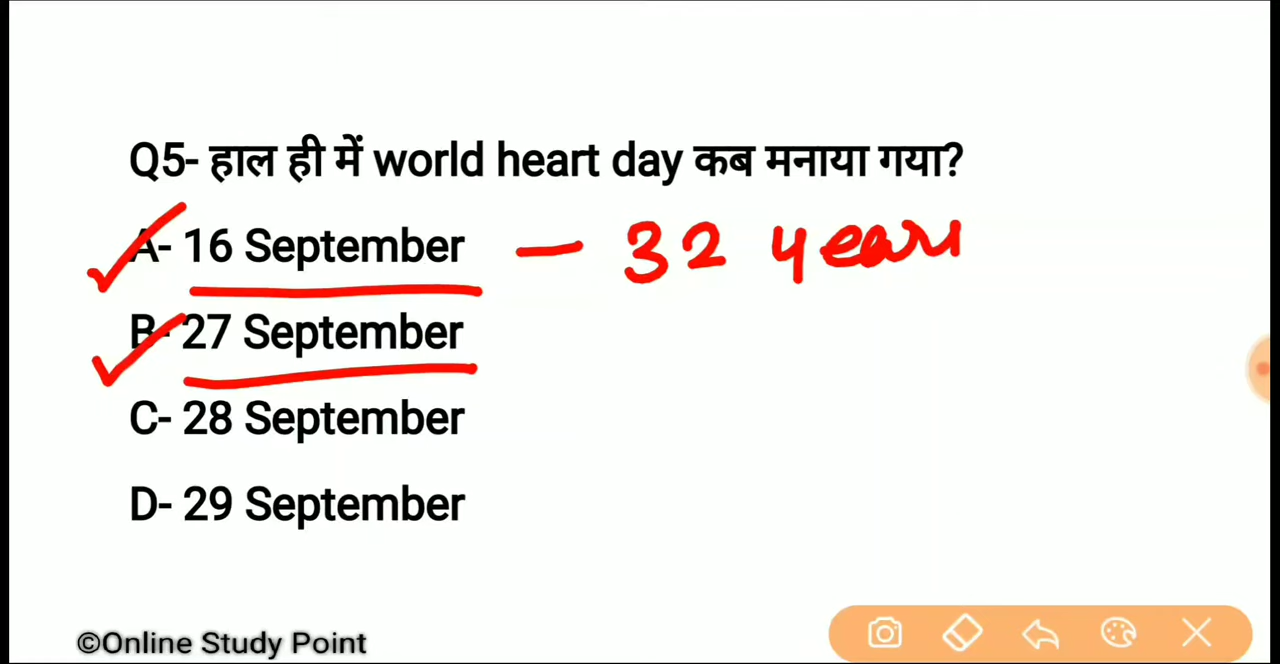 Q5- हाल ही में world heart day कब मनाया गया?
A- 16 September - 32 years
B- 27 September
C- 28 September
D- 29 September
©Online Study Point